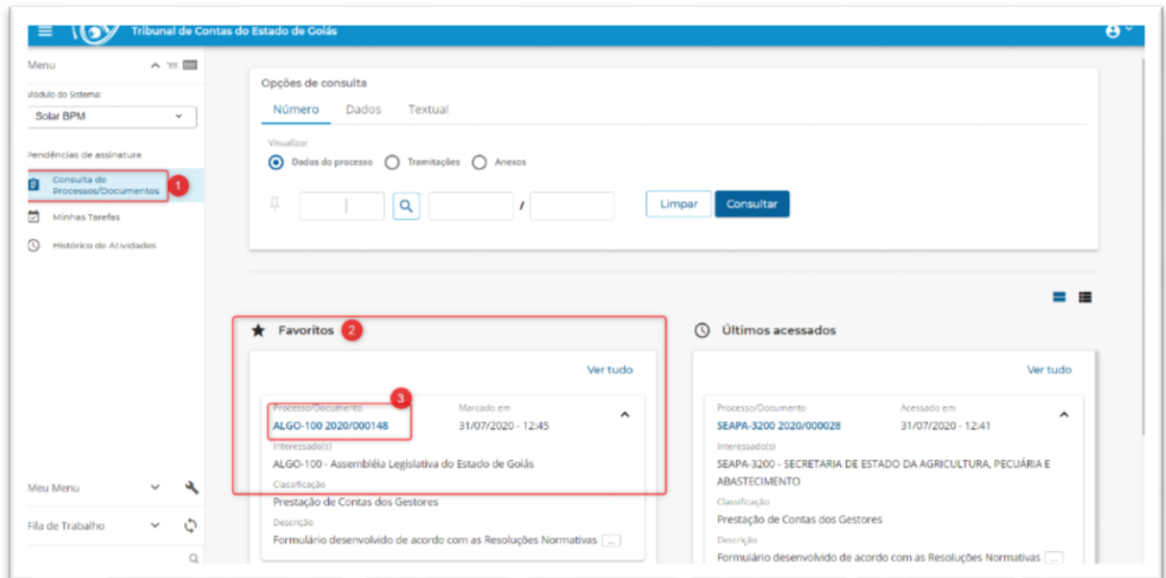 Tribunal de Contas do Estado de Goiás
Menu
Módulo do Sistema:
Solar BPM
Pendências de assinatura
Consulta de
Processos/Documentos
1
Minhas Tarefas
Histórico de Atividades
Meu Menu
Fila de Trabalho
Opções de consulta
Número Dados Textual
Visualizar
Dados do processo Tramitações Anexos
/
Limpar Consultar
Favoritos 2
Ver tudo
3
Processo/Documento Marcado em
ALGO-100 2020/000148 31/07/2020 - 12:45
Interessado(s)
ALGO-100 - Assembléia Legislativa do Estado de Goiás
Classificação
Prestação de Contas dos Gestores
Descrição
Formulário desenvolvido de acordo com as Resoluções Normativas ...
Últimos acessados
Ver tudo
Processo/Documento Acessado em
SEAPA-3200 2020/000028 31/07/2020 - 12:41
Interessado(s)
SEAPA-3200 - SECRETARIA DE ESTADO DA AGRICULTURA, PECUÁRIA E
ABASTECIMENTO
Classificação
Prestação de Contas dos Gestores
Descrição
Formulário desenvolvido de acordo com as Resoluções Normativas ...